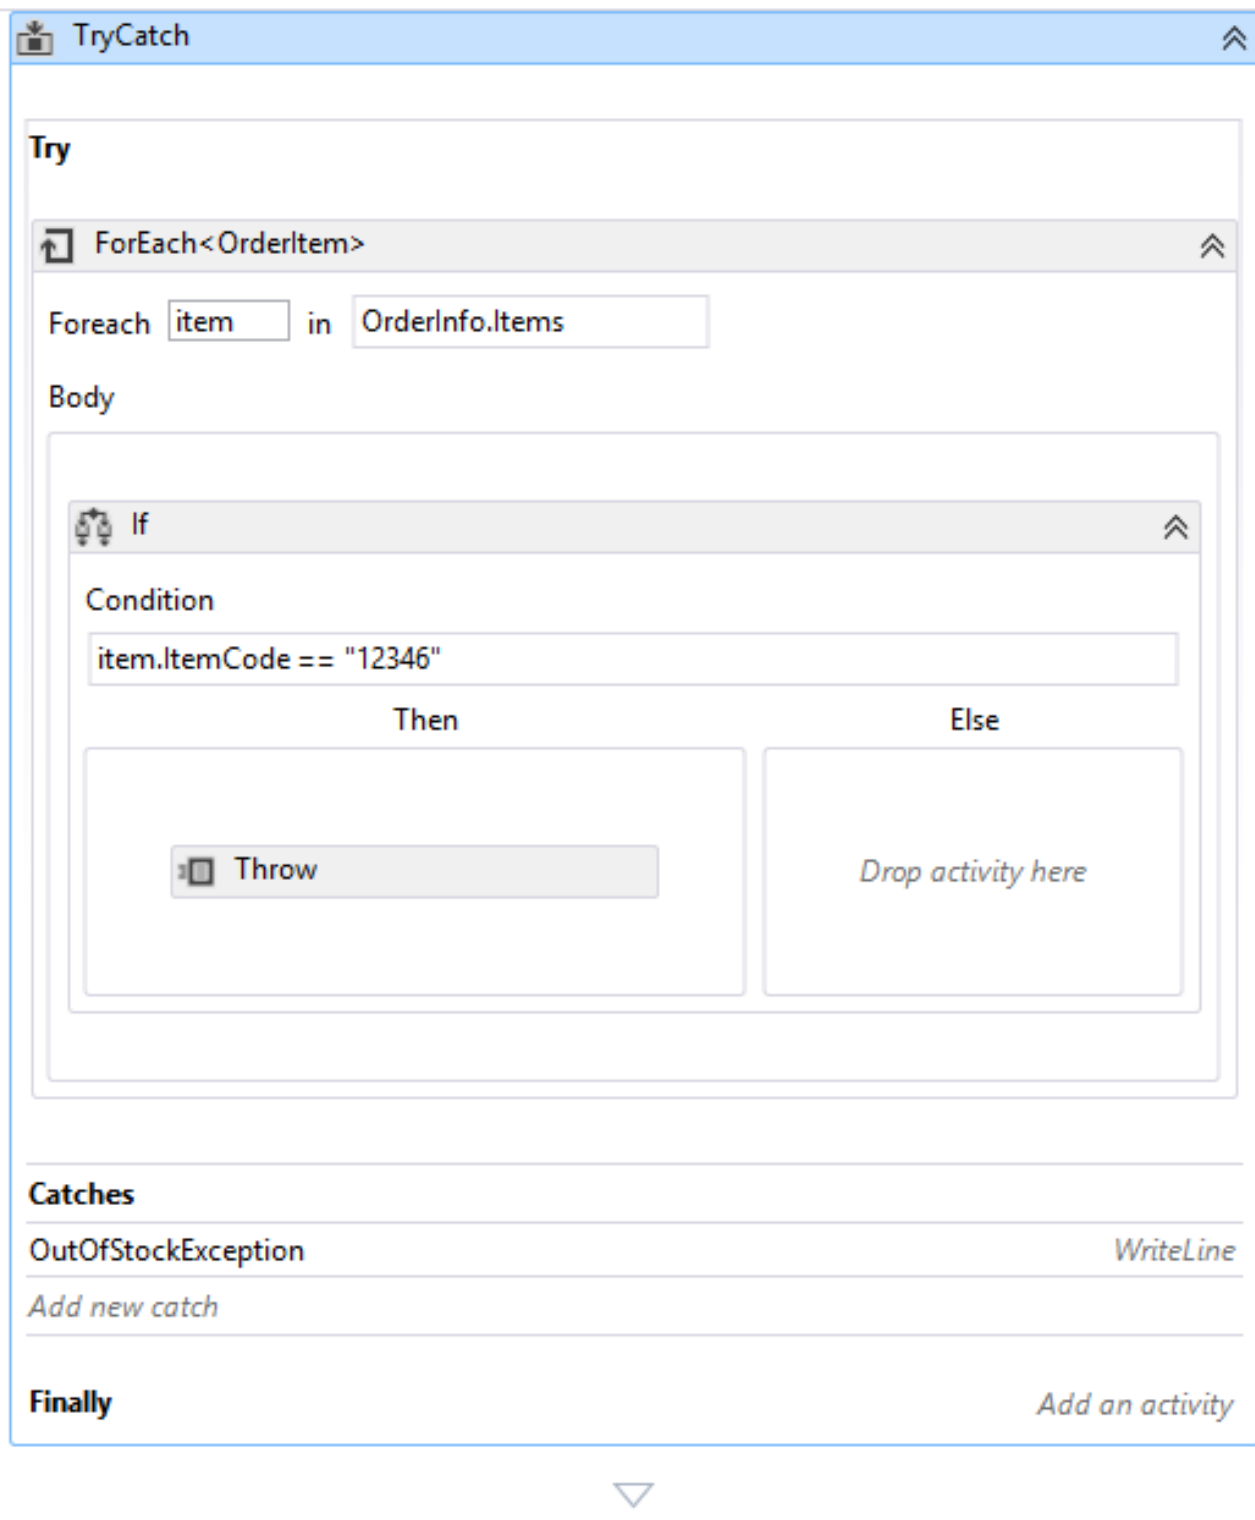 TryCatch
Try
ForEach<OrderItem>
Foreach item in OrderInfo.Items
Body
If
Condition
item.ItemCode == "12346"
Then Else
Throw Drop activity here
Catches
OutOfStockException WriteLine
Add new catch
Finally Add an activity